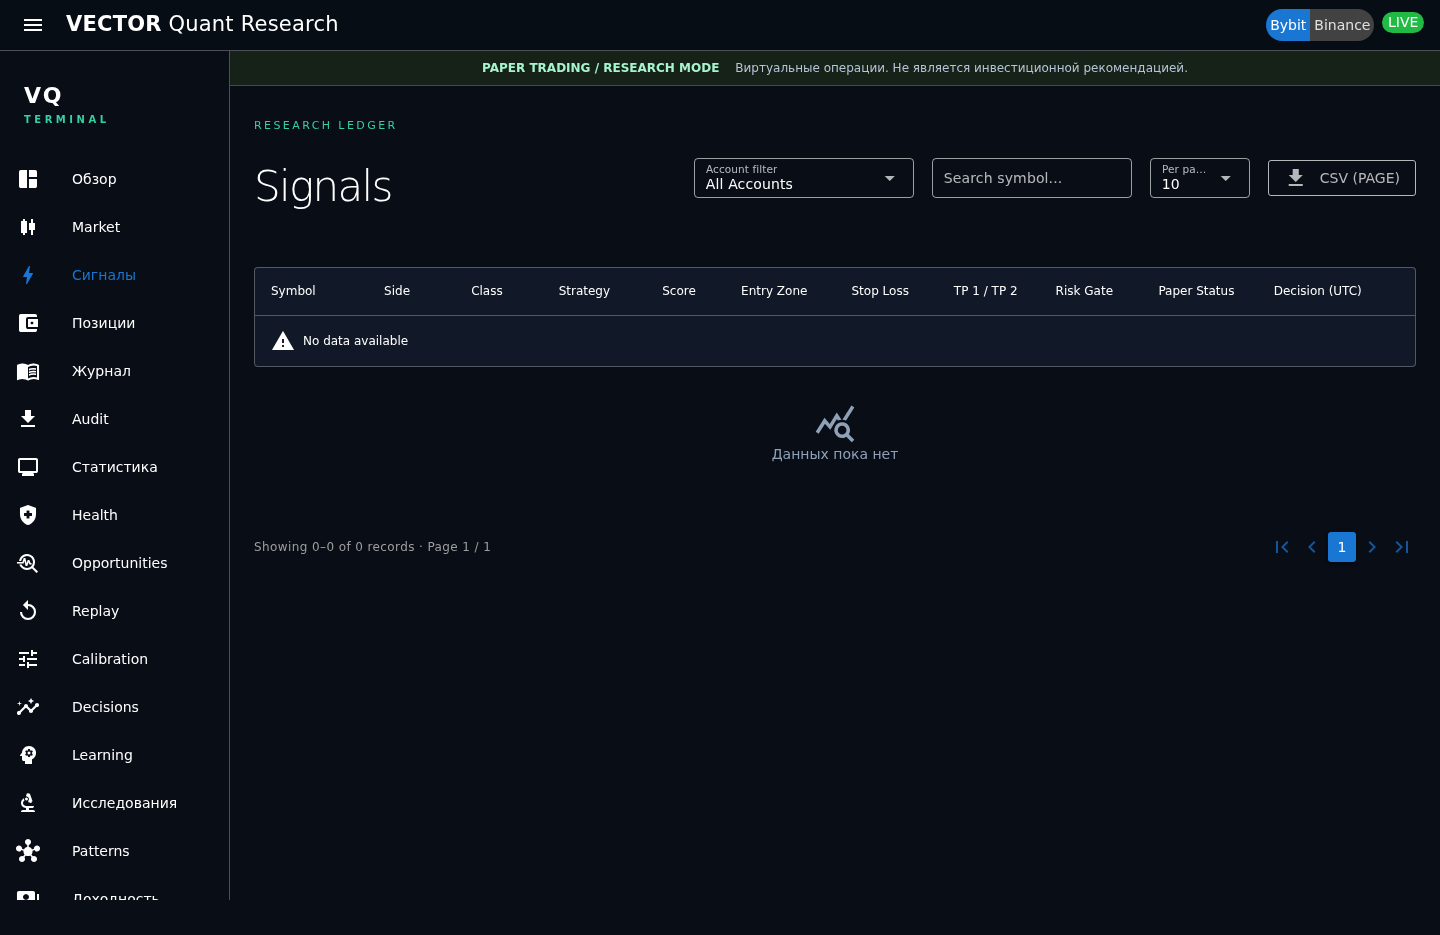 VECTOR Quant Research
Bybit
Binance
LIVE
VQ
TERMINAL
Обзор
Market
Сигналы
Позиции
Журнал
Audit
Статистика
Health
Opportunities
Replay
Calibration
Decisions
Learning
Исследования
Patterns
Доходность
PAPER TRADING / RESEARCH MODE Виртуальные операции. Не является инвестиционной рекомендацией.
RESEARCH LEDGER
Signals
Account filter
All Accounts
Search symbol...
Per pa...
10
CSV (PAGE)
Symbol Side Class Strategy Score Entry Zone Stop Loss TP 1 / TP 2 Risk Gate Paper Status Decision (UTC)
No data available
Данных пока нет
Showing 0–0 of 0 records · Page 1 / 1
1